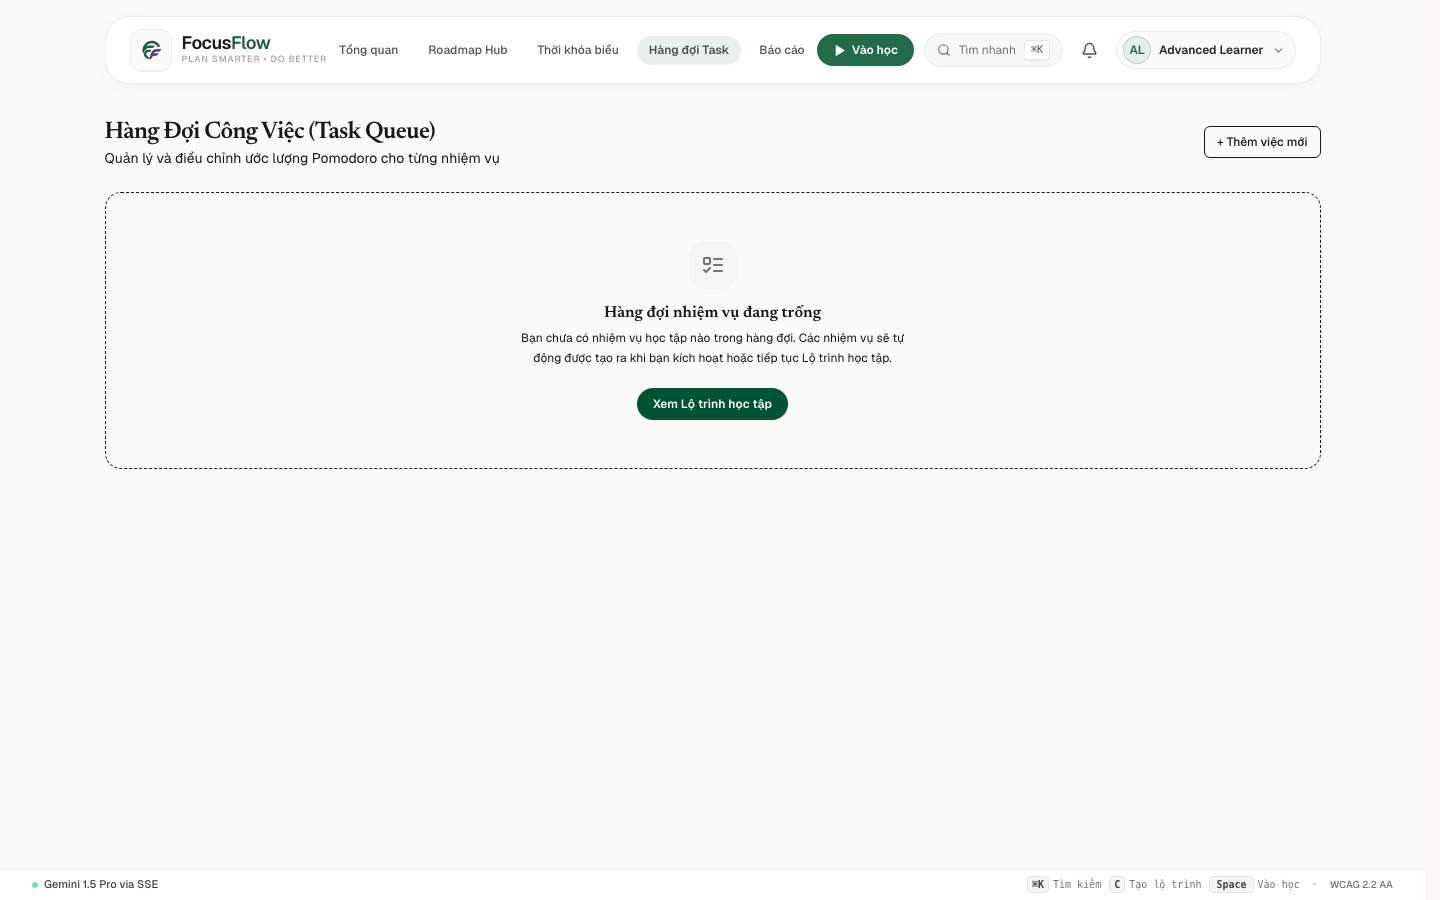 FocusFlow
PLAN SMARTER • DO BETTER
Tổng quan
Roadmap Hub
Thời khóa biểu
Hàng đợi Task
Báo cáo
Vào học
Tìm nhanh
⌘K
AL
Advanced Learner
Hàng Đợi Công Việc (Task Queue)
Quản lý và điều chỉnh ước lượng Pomodoro cho từng nhiệm vụ
+ Thêm việc mới
Hàng đợi nhiệm vụ đang trống
Bạn chưa có nhiệm vụ học tập nào trong hàng đợi. Các nhiệm vụ sẽ tự
động được tạo ra khi bạn kích hoạt hoặc tiếp tục Lộ trình học tập.
Xem Lộ trình học tập
Gemini 1.5 Pro via SSE
⌘K Tìm kiếm C Tạo lộ trình Space Vào học • WCAG 2.2 AA